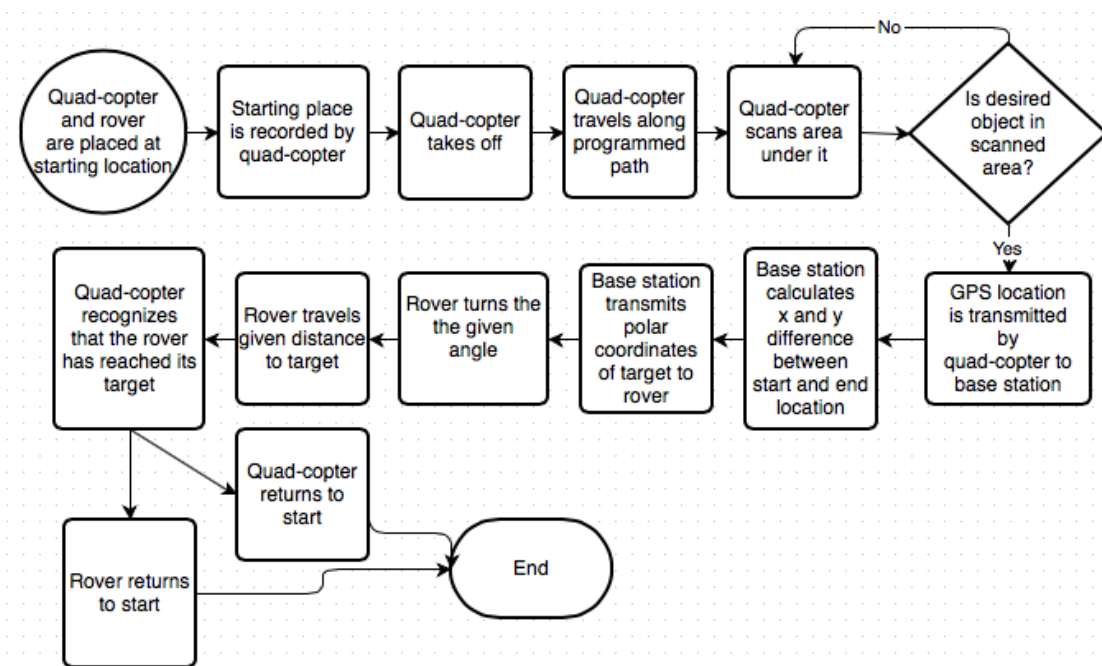 Quad-copter
and rover
are placed at
starting location
Starting place
is recorded by
quad-copter
Quad-copter
takes off
Quad-copter
travels along
programmed
path
Quad-copter
scans area
under it
No
Is desired
object in
scanned
area?
Yes
GPS location
is transmitted
by
quad-copter to
base station
Base station
calculates
x and y
difference
between
start and end
location
Base station
transmits
polar
coordinates
of target to
rover
Rover turns the
the given
angle
Rover travels
given distance
to target
Quad-copter
recognizes
that the rover
has reached its
target
Quad-copter
returns to
start
Rover returns
to start
End